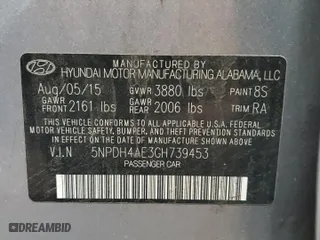 MANUFACTURED BY
HYUNDAI MOTOR MANUFACTURING ALABAMA, LLC
Aug/05/15 GVWR 3880 lbs PAINT 8S
GAWR FRONT 2161 lbs GAWR REAR 2006 lbs TRIM RA
THIS VEHICLE CONFORMS TO ALL APPLICABLE
U.S. FEDERAL MOTOR VEHICLE SAFETY,
BUMPER, AND THEFT PREVENTION STANDARDS
IN EFFECT ON THE DATE OF MANUFACTURE SHOWN ABOVE.
V.I.N 5NPDH4AE3GH739453
PASSENGER CAR
© DREAMBID.COM